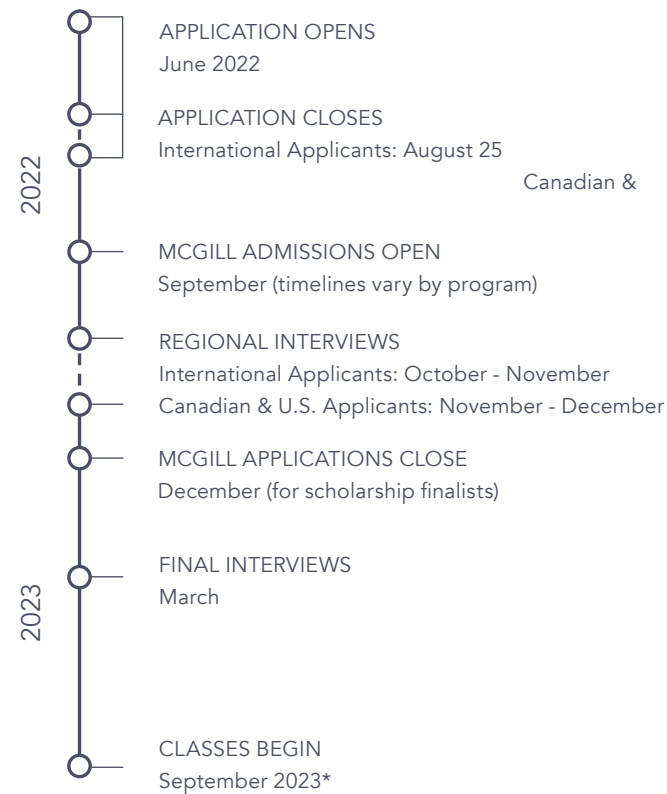 APPLICATION OPENS
June 2022
APPLICATION CLOSES
International Applicants: August 25
Canadian &
2022
MCGILL ADMISSIONS OPEN
September (timelines vary by program)
REGIONAL INTERVIEWS
International Applicants: October - November
Canadian & U.S. Applicants: November - December
MCGILL APPLICATIONS CLOSE
December (for scholarship finalists)
FINAL INTERVIEWS
March
2023
CLASSES BEGIN
September 2023*